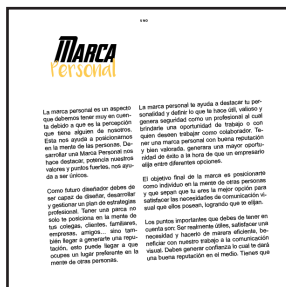 MARCA
Personal
La marca personal es un aspecto
que debemos tener muy en cuen-
ta debido a que es la percepción
que tiene alguien de nosotros.
Esta nos ayuda a posicionarnos
en la mente de las personas. De-
sarrollar una Marca Personal nos
hace destacar, potencia nuestros
valores y puntos fuertes, nos ayu-
da a ser únicos.
Como futuro diseñador debes de
ser capaz de diseñar, desarrollar
y gestionar un plan de estrategias
profesional. Tener una marca no
solo te posiciona en la mente de
tus colegas, clientes, familiares,
empresas, amigos... sino tam-
bién llegar a generarte una repu-
tación, esto puede llegar a que
ocupes un lugar preferente en la
mente de otras personas.
La marca personal te ayuda a destacar tu per-
sonalidad y definir lo que te hace útil, valioso y
genera seguridad como un profesional al cual
brindarle una oportunidad de trabajo o con
quien deseen trabajar como colaborador. Te-
ner una marca personal con buena reputación
y bien valorada, generara una mayor oportu-
nidad de éxito a la hora de que un empresario
elija entre diferentes opciones.
El objetivo final de la marca es posicionarte
como individuo en la mente de otras personas
y que sepan que tu eres la mejor opción para
satisfacer las necesidades de comunicación vi-
sual que ellos poseen, logrando que te elijan.
Los puntos importantes que debes de tener en
cuenta son: Ser realmente útiles, satisfacer una
necesidad y hacerlo de manera eficiente, be-
neficiar con nuestro trabajo a la comunicación
visual. Debes generar confianza lo cual te dará
una buena reputación en el medio. Tienes que